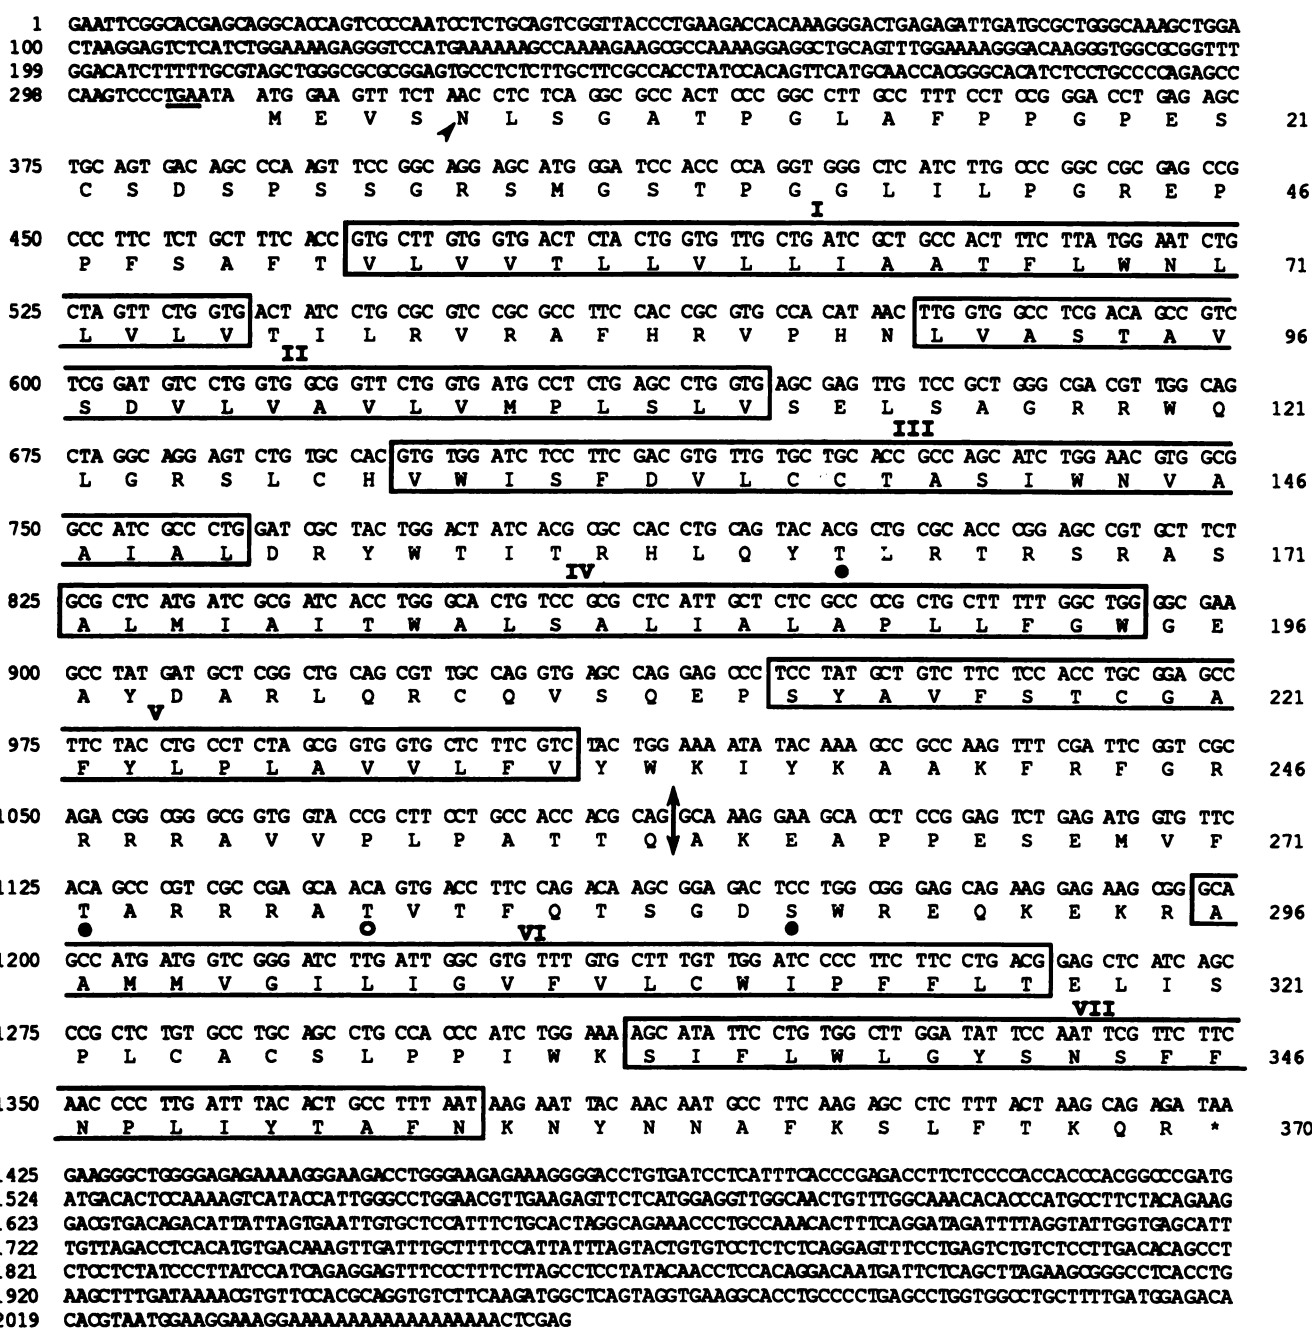 1 GAATTCGGCACGAGCAGGCACCAGTCCCCAATCCTCTGCAGTCGGTTACCCTGAAGACCACAAAGGGACTGAGAGATTGATGCGCTGGGCAAAGCTGGA
100 CTAAGGAGTCTCATCTGGAAAAGAGGGTCCATGAAAAAAGCCAAAAGAAGCGCCAAAAGGAGGCTGCAGTTTGGAAAAGGGACAAGGGTGGCGCGGTTT
199 GGACATCTTTTTGCGTAGCTGGGCGCGCGGAGTGCCTCTCTTGCTTCGCCACCTATCCACAGTTCATGCAACCACGGGCACATCTCCTGCCCCAGAGCC
298 CAAGTCCCTGAATA ATG GAA GTT TCT AAC CTC TCA GGC GCC ACT CCC GGC CTT GCC TTT CCT CCG GGA CCT GAG AGC
M E V S N L S G A T P G L A F P P G P E S 21
375 TGC AGT GAC AGC CCA AGT TCC GGC AGG AGC ATG GGA TCC ACC CCA GGT GGG CTC ATC TTG CCC GGC CGC GAG CCG
C S D S P S S G R S M G S T P G G L I L P G R E P 46
I
450 CCC TTC TCT GCT TTC ACC GTG CTT GTG GTG ACT CTA CTG GTG TTG CTG ATC GCT GCC ACT TTC TTA TGG AAT CTG
P F S A F T V L V V T L L V L L I A A T F L W N L 71
525 CTA GTT CTG GTG ACT ATC CTG CGC GTC CGC GCC TTC CAC CGC GTG CCA CAT AAC TTG GTG GCC TCG ACA GCC GTC
L V L V T I L R V R A F H R V P H N L V A S T A V 96
II
600 TCG GAT GTC CTG GTG GCG GTT CTG GTG ATG CCT CTG AGC CTG GTG AGC GAG TTG TCC GCT GGG CGA CGT TGG CAG
S D V L V A V L V M P L S L V S E L S A G R R W Q 121
III
675 CTA GGC AGG AGT CTG TGC CAC GTG TGG ATC TCC TTC GAC GTG TTG TGC TGC ACC GCC AGC ATC TGG AAC GTG GCG
L G R S L C H V W I S F D V L C C T A S I W N V A 146
750 GCC ATC GCC CTG GAT CGC TAC TGG ACT ATC ACG CGC CAC CTG CAG TAC ACG CTG CGC ACC CGG AGC CGT GCT TCT
A I A L D R Y W T I T R H L Q Y T L R T R S R A S 171
IV
825 GCG CTC ATG ATC GCG ATC ACC TGG GCA CTG TCC GCG CTC ATT GCT CTC GCC CCG CTG CTT TTT GGC TGG GGC GAA
A L M I A I T W A L S A L I A L A P L L F G W G E 196
900 GCC TAT GAT GCT CGG CTG CAG CGT TGC CAG GTG AGC CAG GAG CCC TCC TAT GCT GTC TTC TCC ACC TGC GGA GCC
A Y D A R L Q R C Q V S Q E P S Y A V F S T C G A 221
V
975 TTC TAC CTG CCT CTA GCG GTG GTG CTC TTC GTC TAC TGG AAA ATA TAC AAA GCC GCC AAG TTT CGA TTC GGT CGC
F Y L P L A V V L F V Y W K I Y K A A K F R F G R 246
1050 AGA CGG CGG GCG GTG GTA CCG CTT CCT GCC ACC ACG CAG GCA AAG GAA GCA CCT CCG GAG TCT GAG ATG GTG TTC
R R R A V V P L P A T T Q A K E A P P E S E M V F 271
1125 ACA GCC CGT CGC CGA GCA ACA GTG ACC TTC CAG ACA AGC GGA GAC TCC TGG CGG GAG CAG AAG GAG AAG CGG GCA
T A R R R A T V T F Q T S G D S W R E Q K E K R A 296
VI
1200 GCC ATG ATG GTC GGG ATC TTG ATT GGC GTG TTT GTG CTT TGT TGG ATC CCC TTC TTC CTG ACG GAG CTC ATC AGC
A M M V G I L I G V F V L C W I P F F L T E L I S 321
VII
1275 CCG CTC TGT GCC TGC AGC CTG CCA CCC ATC TGG AAA AGC ATA TTC CTG TGG CTT GGA TAT TCC AAT TCG TTC TTC
P L C A C S L P P I W K S I F L W L G Y S N S F F 346
1350 AAC CCC TTG ATT TAC ACT GCC TTT AAT AAG AAT TAC AAC AAT GCC TTC AAG AGC CTC TTT ACT AAG CAG AGA TAA
N P L I Y T A F N K N Y N N A F K S L F T K Q R * 370
1425 GAAGGGCTGGGGAGAGAAAAGGGAAGACCTGGGAAGAGAAAGGGGACCTGTGATCCTCATTTCACCCGAGACCTTCTCCCCACCACCCACGGCCCGATG
1524 ATGACACTCCAAAAGTCATACCATTGGGCCTGGAACGTTGAAGAGTTCTCATGGAGGTTGGCAACTGTTTGGCAAACACACCCATGCCTTCTACAGAAG
1623 GACGTGACAGACATTATTAGTGAATTGTGCTCCATTTCTGCACTAGGCAGAAACCCTGCCAAACACTTTCAGGATAGATTTTAGGTATTGGTGAGCATT
1722 TGTTAGACCTCACATGTGACAAAGTTGATTTGCTTTTCCATTATTTAGTACTGTGTCCTCTCTCAGGAGTTTCCTGAGTCTGTCTCCTTGACACAGCCT
1821 CTCCTCTATCCCTTATCCATCAGAGGAGTTTCCCTTTCTTAGCCTCCTATACAACCTCCACAGGACAATGATTCTCAGCTTAGAAGCGGGCCTCACCTG
1920 AAGCTTTGATAAAACGTGTTCCACGCAGGTGTCTTCAAGATGGCTCAGTAGGTGAAGGCACCTGCCCCTGAGCCTGGTGGCCTGCTTTTGATGGAGACA
2019 CACGTAATGGAAGGAAAGGAAAAAAAAAAAAAAAAAAACTCGAG